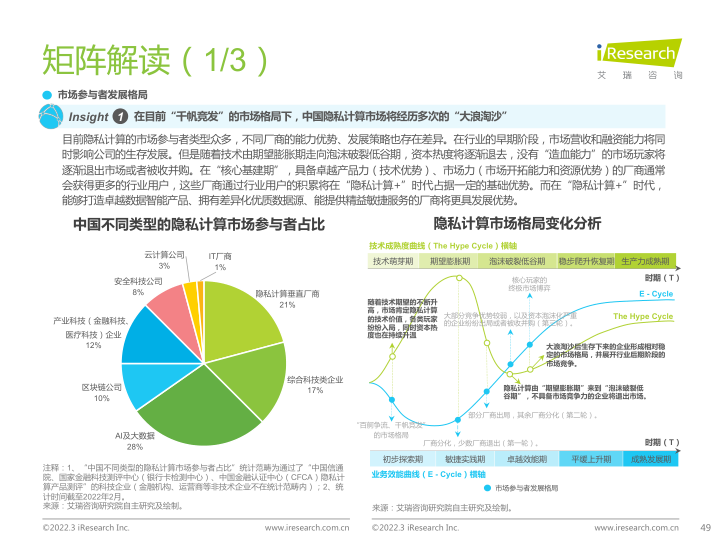 矩阵解读（1/3）
iResearch
艾 瑞 咨 询
市场参与者发展格局
Insight 1 在目前“千帆竞发”的市场格局下，中国隐私计算市场将经历多次的“大浪淘沙”
目前隐私计算的市场参与者类型众多，不同厂商的能力优势、发展策略也存在差异。在行业的早期阶段，市场营收和融资能力将同
时影响公司的生存发展。但是随着技术由期望膨胀期走向泡沫破裂低谷期，资本热度将逐渐退去，没有“造血能力”的市场玩家将
逐渐退出市场或者被收并购。在“核心基建期”，具备卓越产品力（技术优势）、市场力（市场开拓能力和资源优势）的厂商通常
会获得更多的行业用户，这些厂商通过行业用户的积累将在“隐私计算+”时代占据一定的基础优势。而在“隐私计算+”时代，
能够打造卓越数据智能产品、拥有差异化优质数据源、能提供精益敏捷服务的厂商将更具发展优势。
中国不同类型的隐私计算市场参与者占比
云计算公司
3%
IT厂商
1%
安全科技公司
8%
隐私计算垂直厂商
21%
产业科技（金融科技、
医疗科技）企业
12%
综合科技类企业
17%
区块链公司
10%
AI及大数据
28%
注释：1、“中国不同类型的隐私计算市场参与者占比”统计范畴为通过了“中国信通
院、国家金融科技测评中心（银行卡检测中心）、中国金融认证中心（CFCA）隐私计
算产品测评”的科技企业（金融机构、运营商等非技术企业不在统计范畴内）；2、统
计时间截至2022年2月。
来源：艾瑞咨询研究院自主研究及绘制。
隐私计算市场格局变化分析
技术成熟度曲线（The Hype Cycle）横轴
技术萌芽期 期望膨胀期 泡沫破裂低谷期 稳步爬升恢复期 生产力成熟期
时期（T）
核心玩家的
终极市场博弈
E - Cycle
随着技术期望的不断升
高，市场肯定隐私计算
的技术价值，各类玩家
纷纷入局，同时资本热
度也在持续升温
大部分竞争优势较弱，以及资本泡沫化严重
的企业纷纷出局或者被收并购（第三轮）。
The Hype Cycle
大浪淘沙后生存下来的企业形成相对稳
定的市场格局，并展开行业后期阶段的
市场竞争。
隐私计算由“期望膨胀期”来到“泡沫破裂低
谷期”，不具备市场竞争力的企业将退出市场。
部分厂商出局，其余厂商分化（第二轮）。
“百舸争流，千帆竞发”
的市场格局
厂商分化，少数厂商退出（第一轮）。
时期（T）
初步探索期 敏捷实践期 卓越效能期 平缓上升期 成熟发展期
业务效能曲线（E - Cycle）横轴
市场参与者发展格局
来源：艾瑞咨询研究院自主研究及绘制。
©2022.3 iResearch Inc. www.iresearch.com.cn ©2022.3 iResearch Inc. www.iresearch.com.cn 49